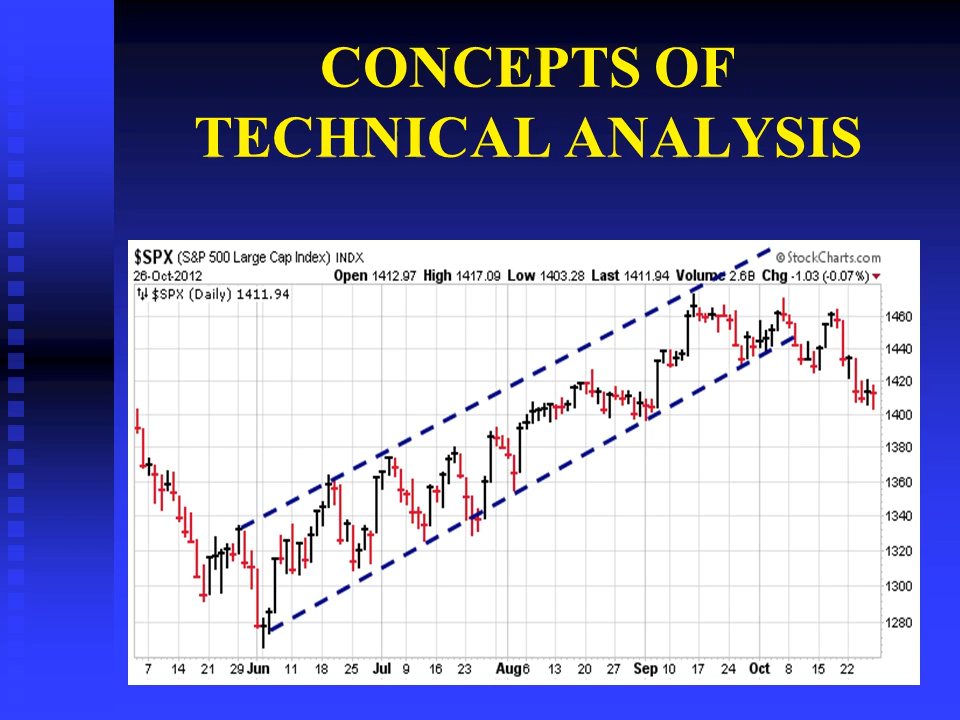 CONCEPTS OF
TECHNICAL ANALYSIS
$SPX (S&P 500 Large Cap Index) INDX
© StockCharts.com
26-Oct-2012
Open 1412.97 High 1417.09 Low 1403.28 Last 1411.94 Volume 2.6B Chg -1.03 (-0.07%)
$SPX (Daily) 1411.94
1460
1440
1420
1400
1380
1360
1340
1320
1300
1280
7 14 21 29 Jun 11 18 25 Jul 9 16 23 Aug 6 13 20 27 Sep 10 17 24 Oct 8 15 22